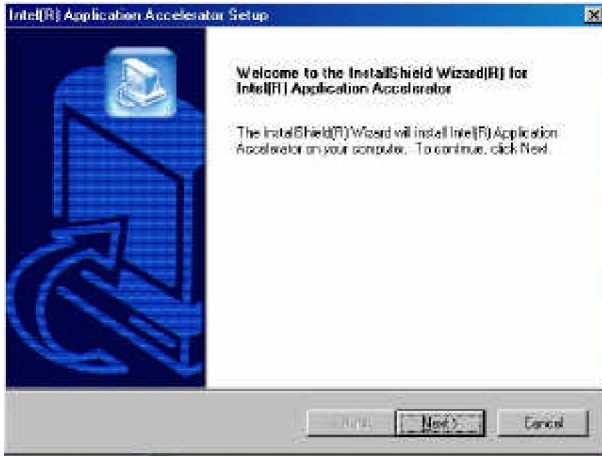 Intel(R) Application Accelerator Setup
Welcome to the InstallShield Wizard(R) for
Intel(R) Application Accelerator
The InstallShield(R) Wizard will install Intel(R) Application
Accelerator on your computer. To continue, click Next.
Next >
Cancel